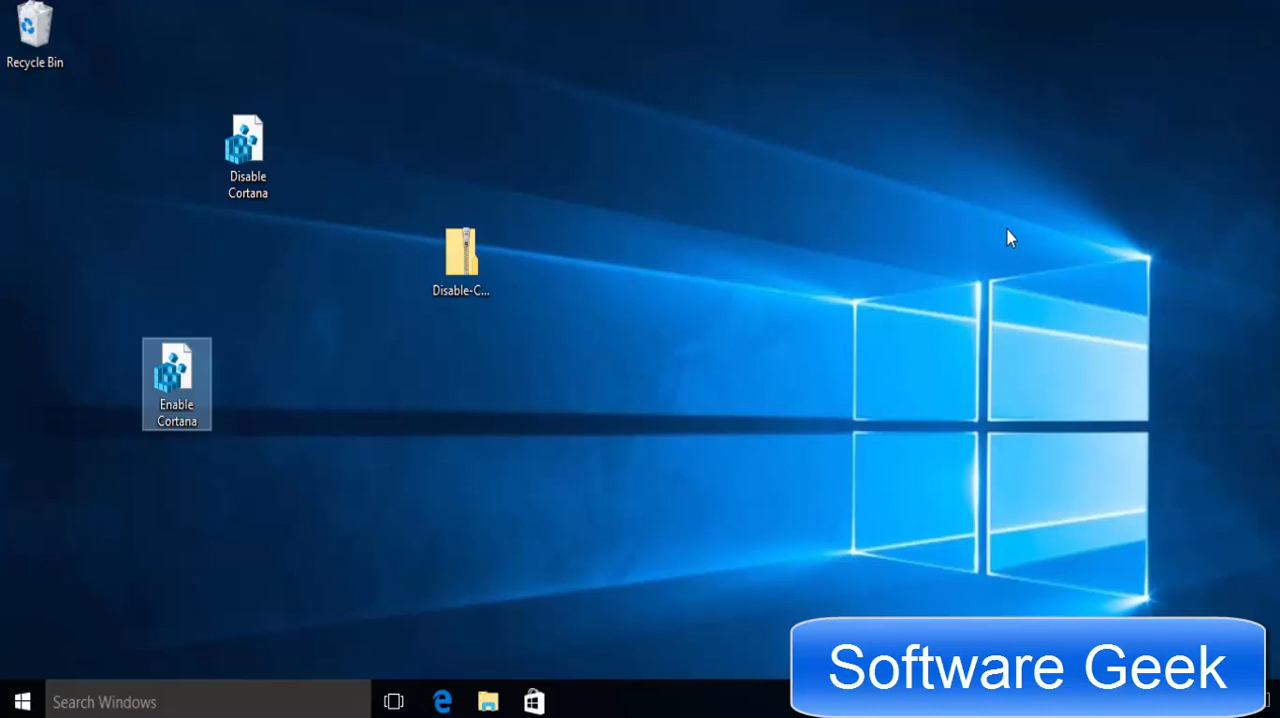 Recycle Bin
Disable
Cortana
Disable-C...
Enable
Cortana
Search Windows
Software Geek